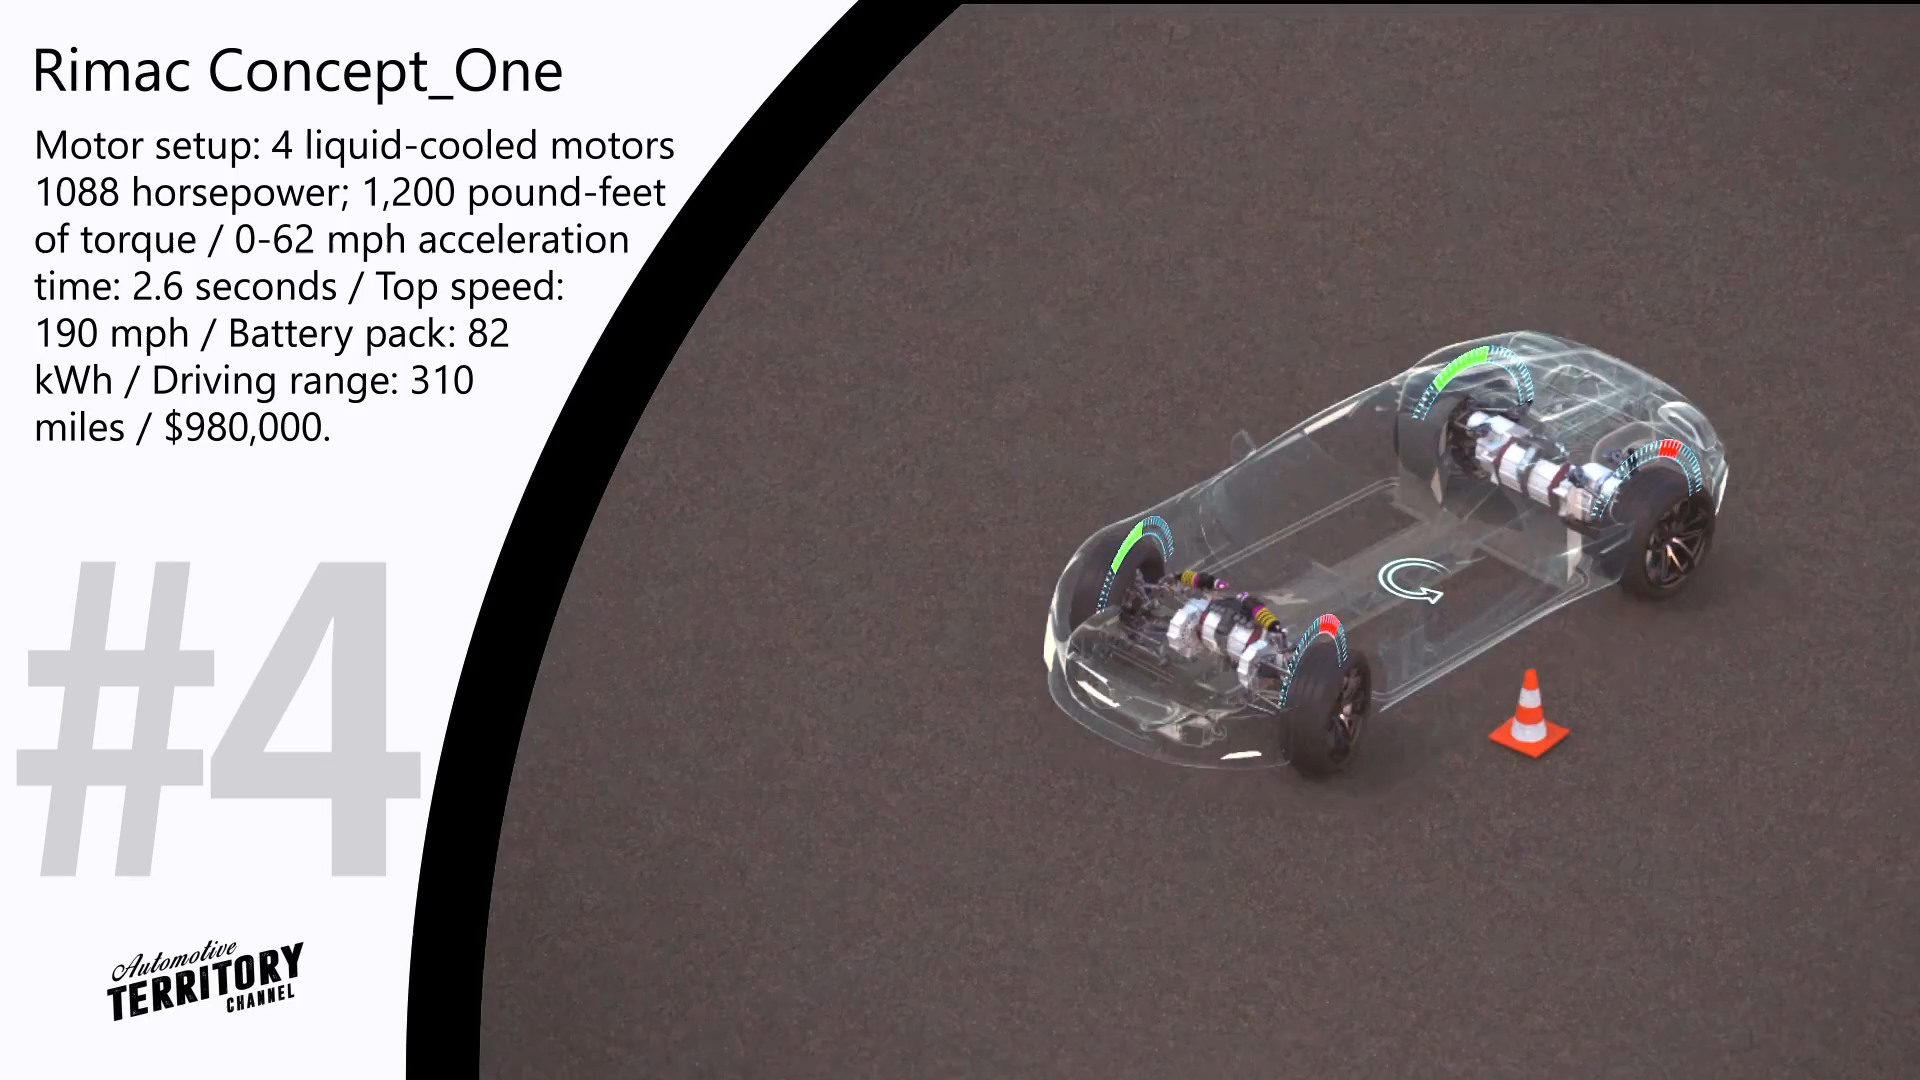 Rimac Concept_One
Motor setup: 4 liquid-cooled motors
1088 horsepower; 1,200 pound-feet
of torque / 0-62 mph acceleration
time: 2.6 seconds / Top speed:
190 mph / Battery pack: 82
kWh / Driving range: 310
miles / $980,000.
#4
Automotive
TERRITORY
CHANNEL